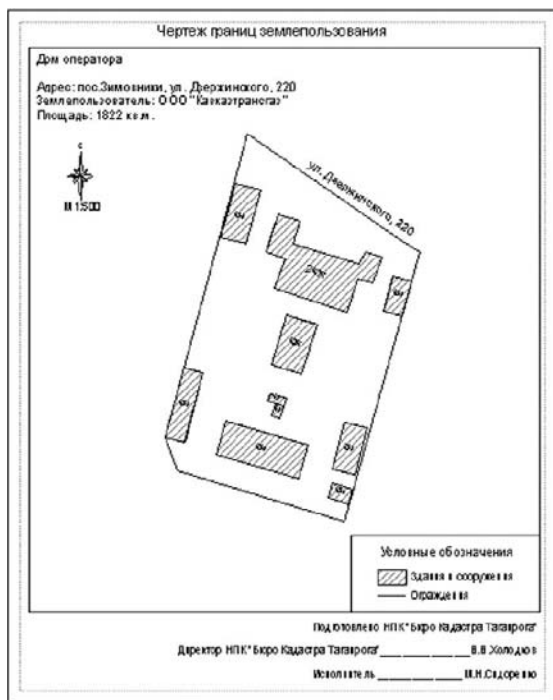 Чертеж границ землепользования
Дом оператора
Адрес: пос.Зимовники, ул. Дзержинского, 220
Землепользователь: ООО "Кавказтрансгаз"
Площадь: 1822 кв.м.
с
М 1:500
ул. Дзержинского, 220
Условные обозначения
Здания и сооружения
Ограждения
Подготовлено НПК "Бюро Кадастра Таганрога"
Директор НПК "Бюро Кадастра Таганрога" В.В.Холодков
Исполнитель М.Н.Сидоренко